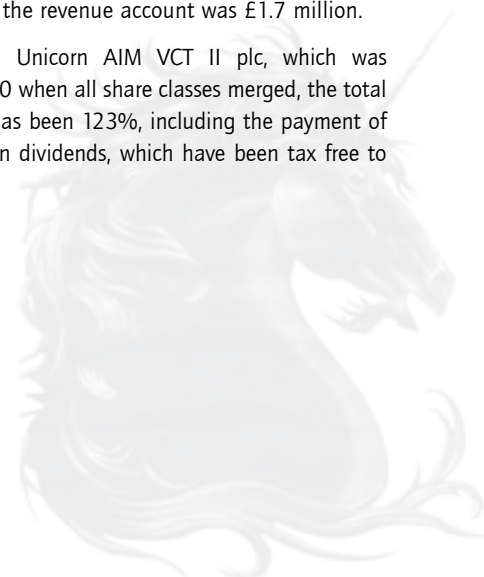 the revenue account was £1.7 million.
Unicorn AIM VCT II plc, which was
0 when all share classes merged, the total
as been 123%, including the payment of
n dividends, which have been tax free to